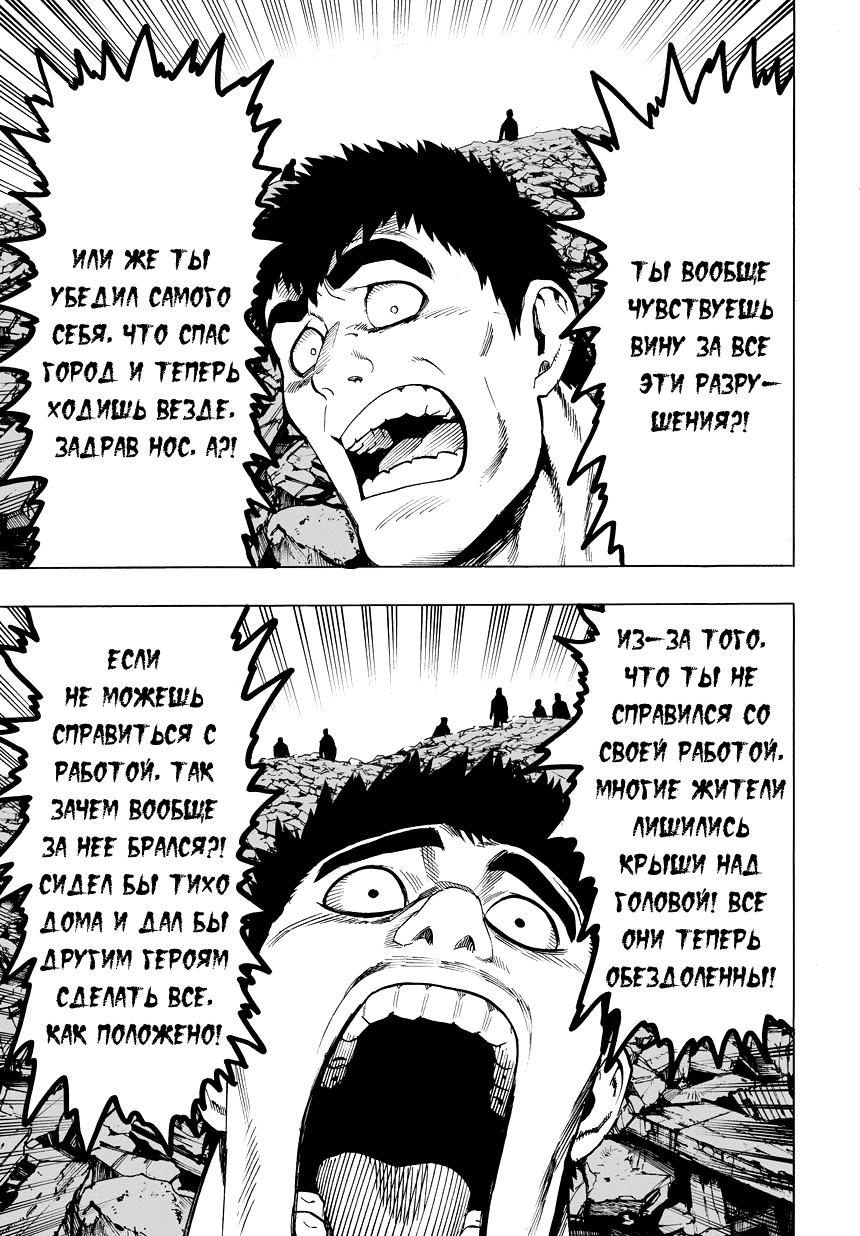 ТЫ ВООБЩЕ
ЧУВСТВУЕШЬ
ВИНУ ЗА ВСЕ
ЭТИ РАЗРУ-
ШЕНИЯ?!
ИЛИ ЖЕ ТЫ
УБЕДИЛ САМОГО
СЕБЯ, ЧТО СПАС
ГОРОД И ТЕПЕРЬ
ХОДИШЬ ВЕЗДЕ,
ЗАДРАВ НОС, А?!
ИЗ-ЗА ТОГО,
ЧТО ТЫ НЕ
СПРАВИЛСЯ СО
СВОЕЙ РАБОТОЙ,
МНОГИЕ ЖИТЕЛИ
ЛИШИЛИСЬ
КРЫШИ НАД
ГОЛОВОЙ! ВСЕ
ОНИ ТЕПЕРЬ
ОБЕЗДОЛЕННЫ!
ЕСЛИ
НЕ МОЖЕШЬ
СПРАВИТЬСЯ С
РАБОТОЙ, ТАК
ЗАЧЕМ ВООБЩЕ
ЗА НЕЕ БРАЛСЯ?!
СИДЕЛ БЫ ТИХО
ДОМА И ДАЛ БЫ
ДРУГИМ ГЕРОЯМ
СДЕЛАТЬ ВСЕ,
КАК ПОЛОЖЕНО!